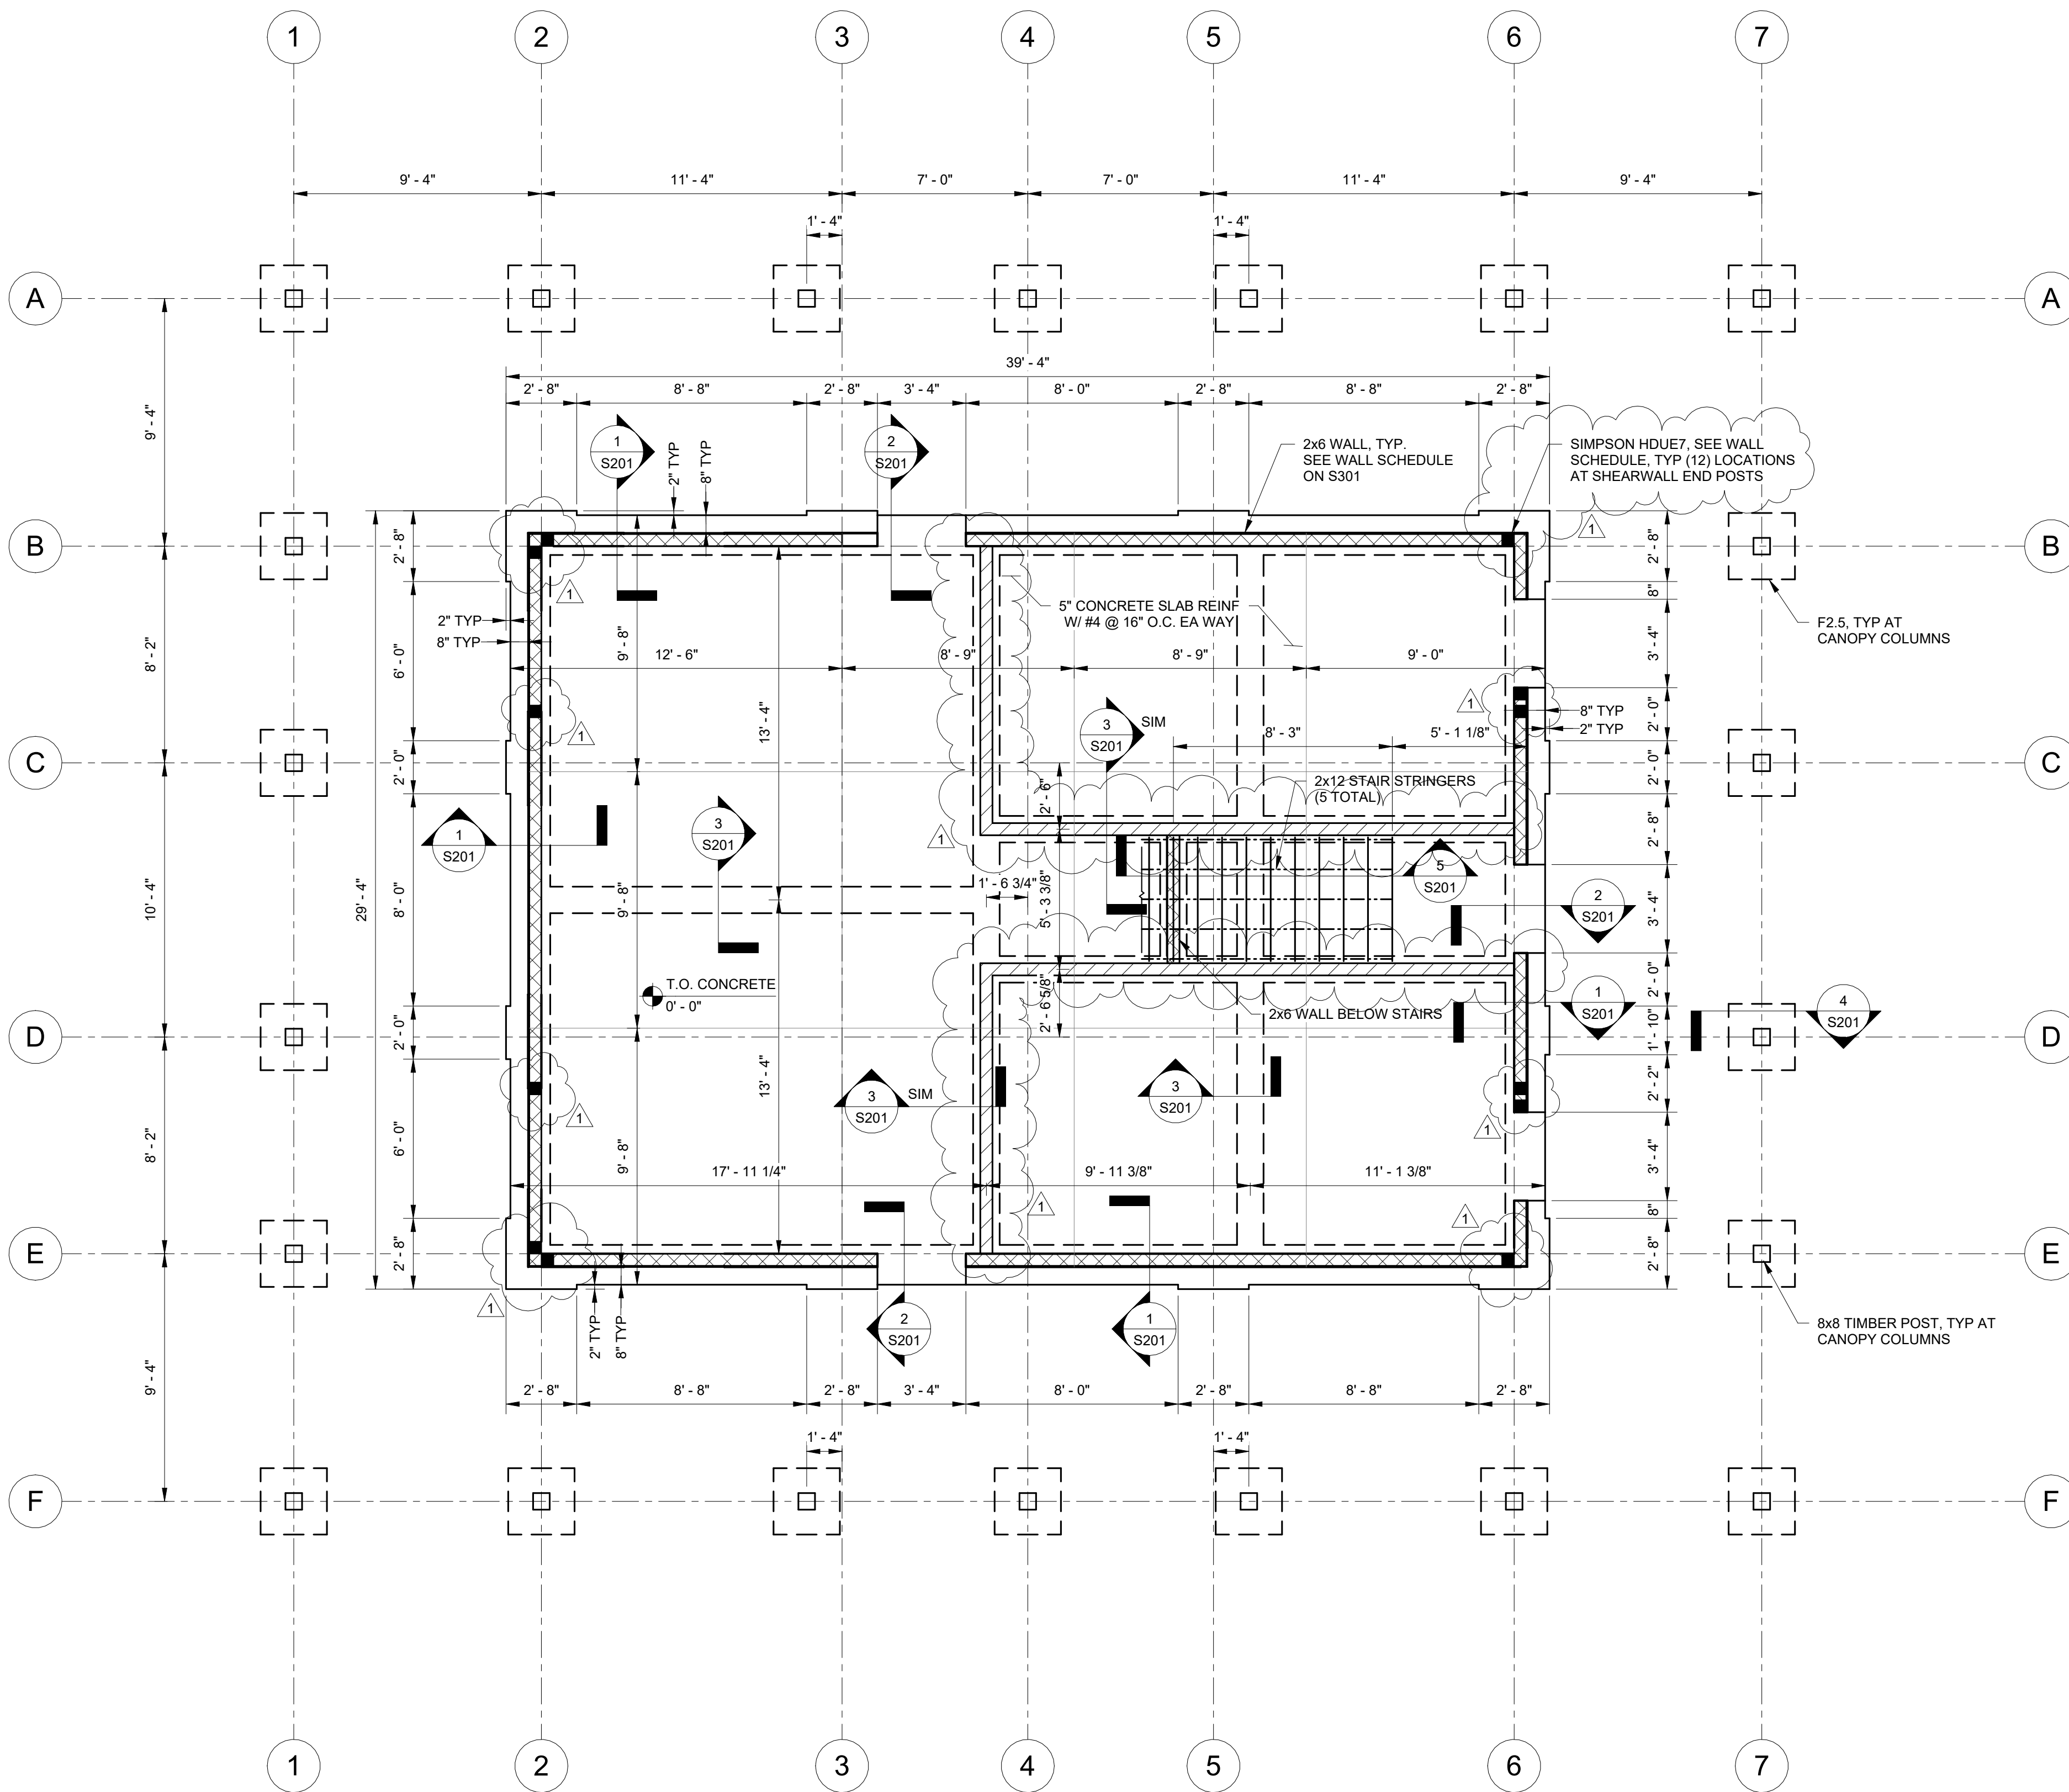 1 2 3 4 5 6 7
9' - 4" 11' - 4" 7' - 0" 7' - 0" 11' - 4" 9' - 4"
1' - 4" 1' - 4"
A A
39' - 4"
2' - 8" 8' - 8" 2' - 8" 3' - 4" 8' - 0" 2' - 8" 8' - 8" 2' - 8"
9' - 4"
1
S201
2" TYP
8" TYP
2
S201
2x6 WALL, TYP.
SEE WALL SCHEDULE
ON S301
SIMPSON HDUE7, SEE WALL
SCHEDULE, TYP (12) LOCATIONS
AT SHEARWALL END POSTS
1
B B
2' - 8"
2' - 8"
1
8"
2" TYP
8" TYP
9' - 8"
5" CONCRETE SLAB REINF
W/ #4 @ 16" O.C. EA WAY
F2.5, TYP AT
CANOPY COLUMNS
8' - 2"
6' - 0"
12' - 6" 8' - 9" 8' - 9" 9' - 0"
3' - 4"
13' - 4"
1
1
3
S201
SIM
8" TYP
2" TYP
2' - 0"
8' - 3" 5' - 1 1/8"
C C
2' - 0"
2' - 0"
2' - 6"
2x12 STAIR STRINGERS
(5 TOTAL)
1
S201
3
S201
1
2' - 8"
5
S201
1' - 6 3/4"
5' - 3 3/8"
2
S201
10' - 4"
29' - 4"
8' - 0"
9' - 8"
3' - 4"
T.O. CONCRETE
0' - 0"
2' - 6 5/8"
2x6 WALL BELOW STAIRS
2' - 0"
1
S201
4
S201
D D
2' - 0"
1' - 10"
13' - 4"
3
S201
SIM
3
S201
2' - 2"
1
1
8' - 2"
6' - 0"
9' - 8"
17' - 11 1/4" 9' - 11 3/8" 11' - 1 3/8"
3' - 4"
1
1
8"
E E
2' - 8"
2' - 8"
1
2" TYP
8" TYP
2
S201
1
S201
8x8 TIMBER POST, TYP AT
CANOPY COLUMNS
9' - 4"
2' - 8" 8' - 8" 2' - 8" 3' - 4" 8' - 0" 2' - 8" 8' - 8" 2' - 8"
1' - 4" 1' - 4"
F F
1 2 3 4 5 6 7